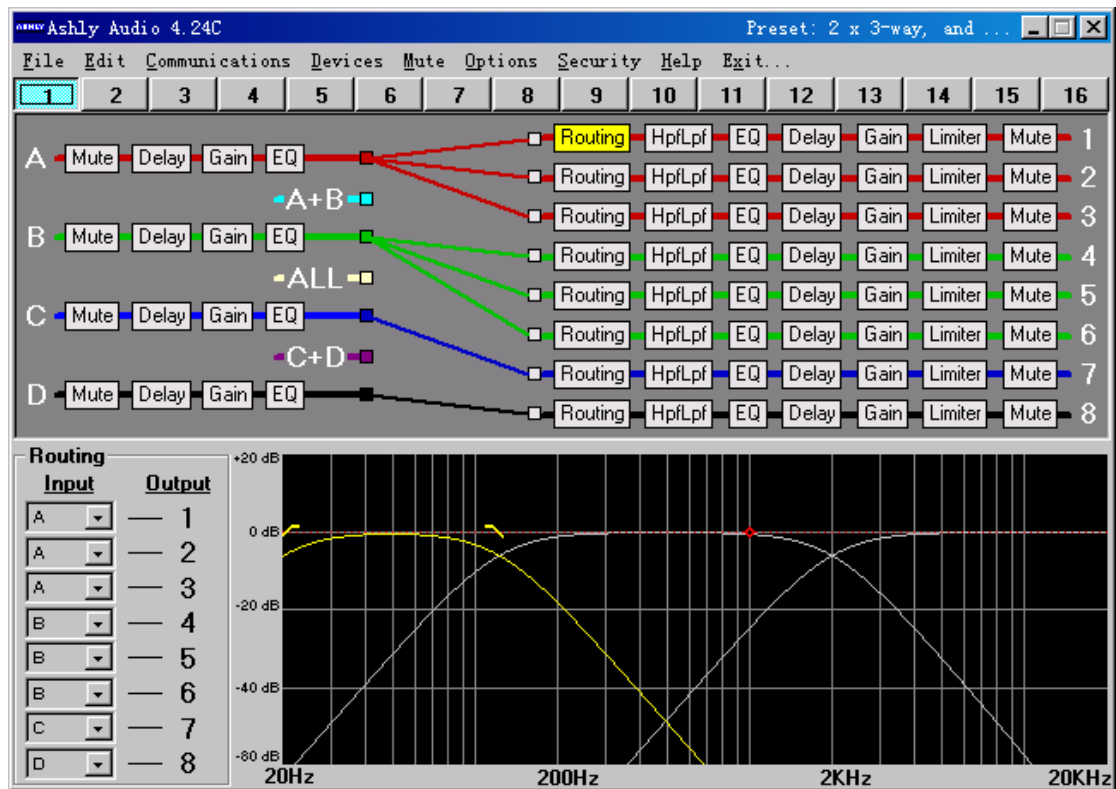 ASHLY Ashly Audio 4.24C Preset: 2 x 3-way, and ...
File Edit Communications Devices Mute Options Security Help Exit...
1 2 3 4 5 6 7 8 9 10 11 12 13 14 15 16
Routing HpfLpf EQ Delay Gain Limiter Mute 1
A Mute Delay Gain EQ
Routing HpfLpf EQ Delay Gain Limiter Mute 2
A+B
Routing HpfLpf EQ Delay Gain Limiter Mute 3
B Mute Delay Gain EQ
Routing HpfLpf EQ Delay Gain Limiter Mute 4
ALL
Routing HpfLpf EQ Delay Gain Limiter Mute 5
C Mute Delay Gain EQ
Routing HpfLpf EQ Delay Gain Limiter Mute 6
C+D
Routing HpfLpf EQ Delay Gain Limiter Mute 7
D Mute Delay Gain EQ
Routing HpfLpf EQ Delay Gain Limiter Mute 8
Routing
Input Output
A 1
A 2
A 3
B 4
B 5
B 6
C 7
D 8
+20 dB
0 dB
-20 dB
-40 dB
-80 dB
20Hz 200Hz 2KHz 20KHz